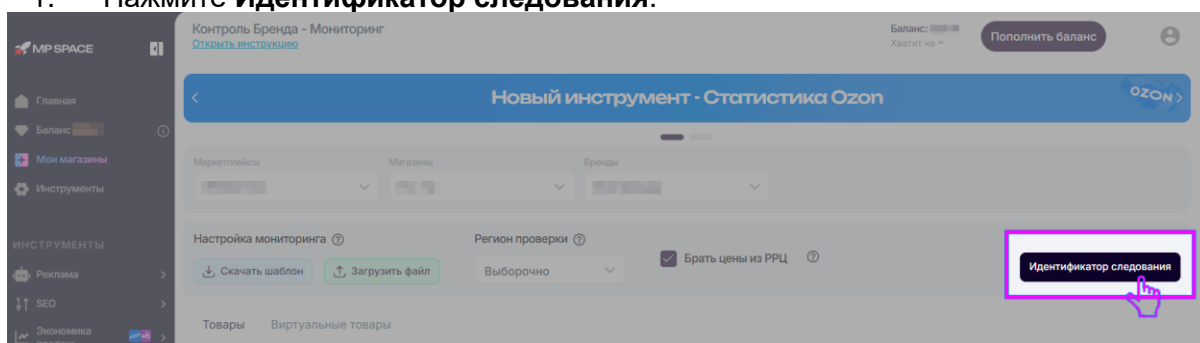 1. Нажмите Идентификатор следования.
MP SPACE
Контроль Бренда - Мониторинг
Открыть инструкцию
Баланс:
Хватит на ~
Пополнить баланс
Главная
Баланс
Мои магазины
Инструменты
ИНСТРУМЕНТЫ
Реклама
SEO
Экономика
Новый инструмент - Статистика Ozon
OZON
Маркетплейсы
Магазины
Бренды
Настройка мониторинга
Скачать шаблон
Загрузить файл
Регион проверки
Выборочно
Брать цены из РРЦ
Идентификатор следования
Товары
Виртуальные товары